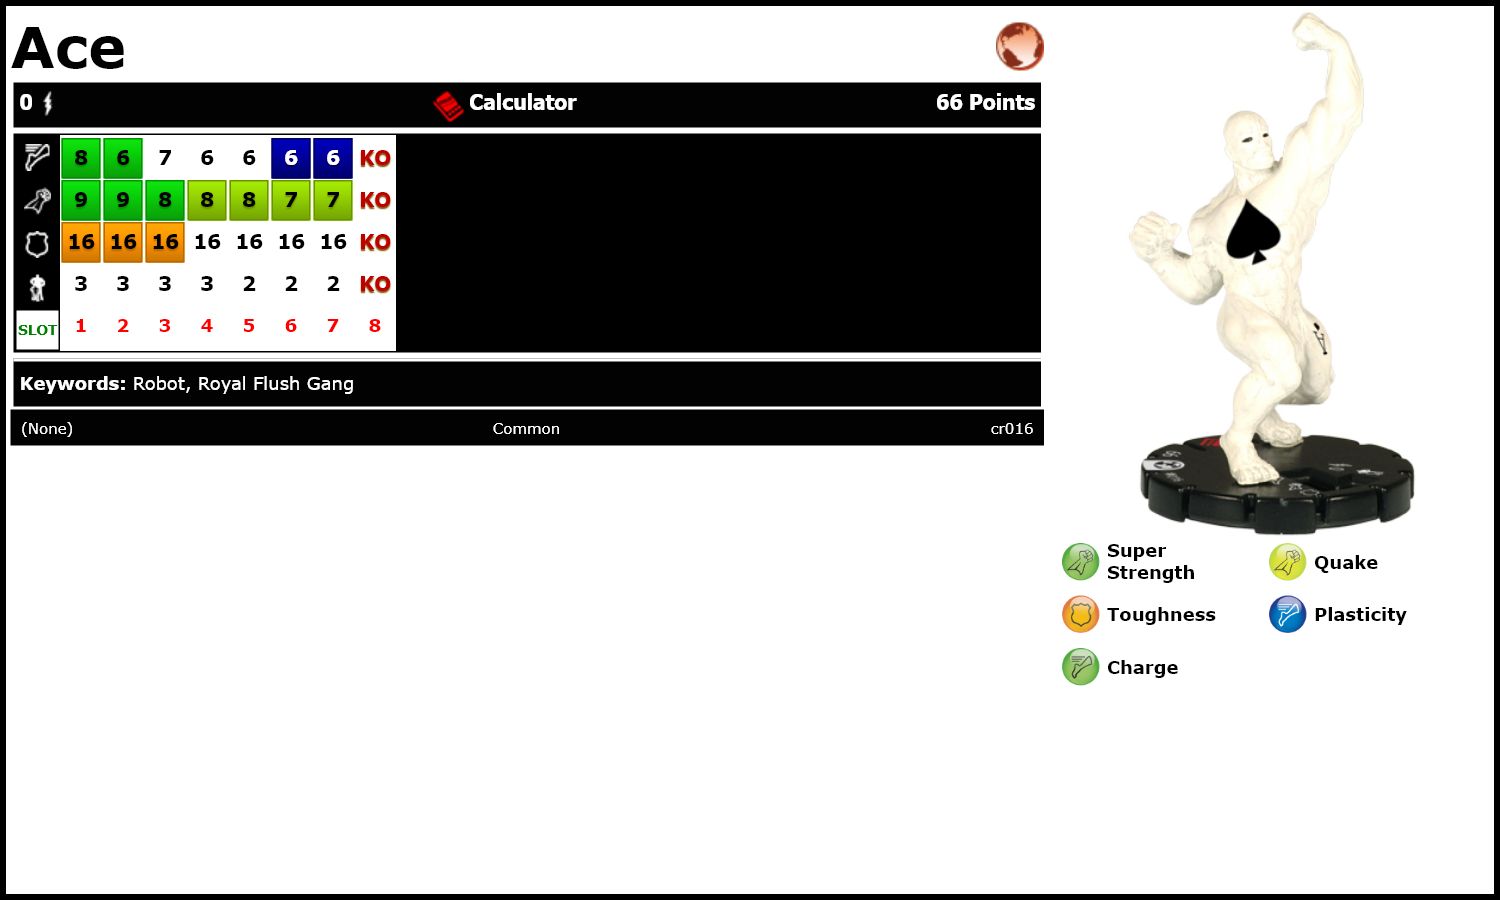 Ace
0 Calculator 66 Points
8 6 7 6 6 6 6 KO
9 9 8 8 8 7 7 KO
16 16 16 16 16 16 16 KO
3 3 3 3 2 2 2 KO
SLOT 1 2 3 4 5 6 7 8
Keywords: Robot, Royal Flush Gang
(None) Common cr016
Super Strength
Quake
Toughness
Plasticity
Charge